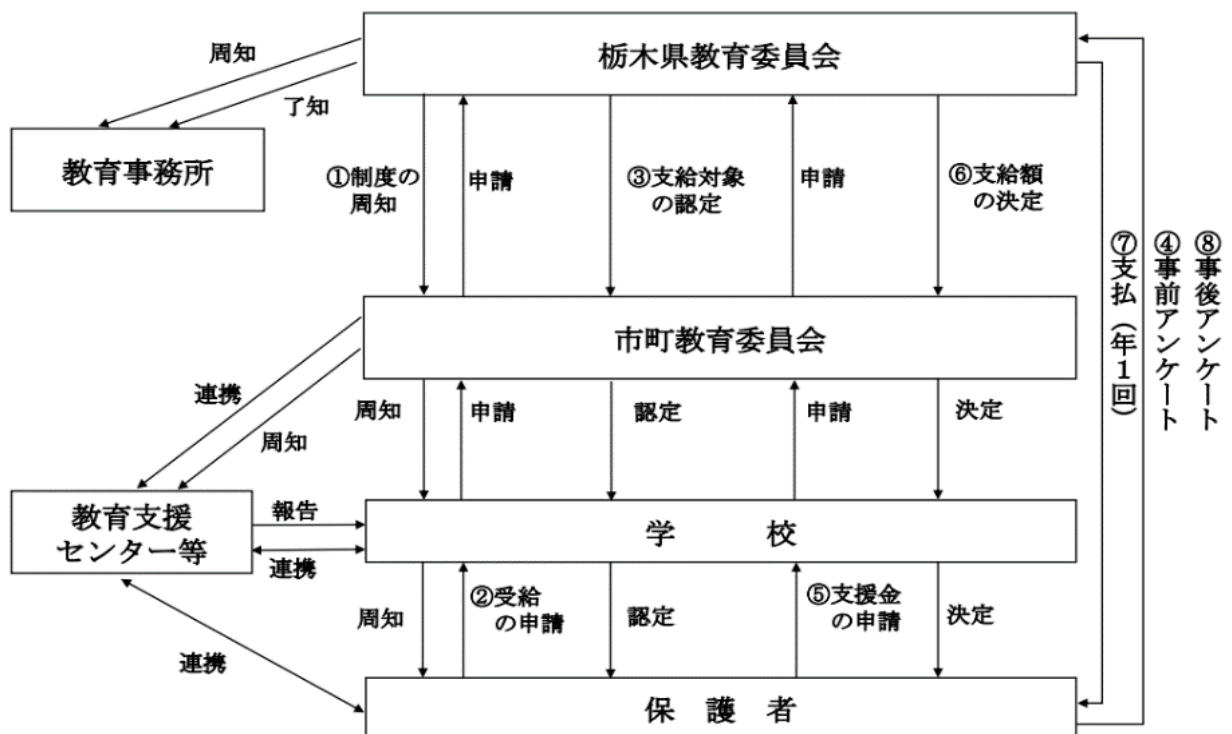 栃木県教育委員会
周知
了知
教育事務所
①制度の
周知
申請
③支給対象
の認定
申請
⑥支給額
の決定
⑦支払（年1回）
④事前アンケート
⑧事後アンケート
市町教育委員会
連携
周知
周知
申請
認定
申請
決定
教育支援
センター等
報告
連携
学校
周知
②受給
の申請
認定
⑤支援金
の申請
決定
連携
保護者